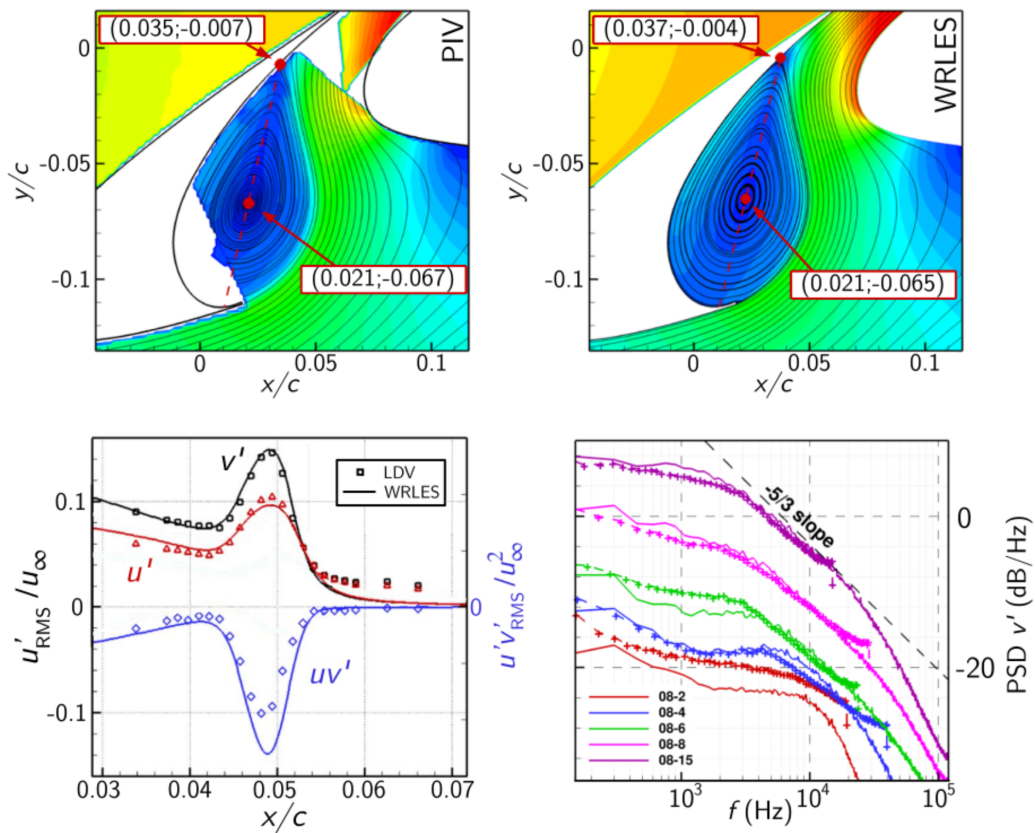 (0.035;-0.007)
PIV
0
-0.05
-0.1
y/c
(0.021;-0.067)
0
0.05
0.1
x/c
(0.037;-0.004)
WRLES
0
-0.05
-0.1
y/c
(0.021;-0.065)
0
0.05
0.1
x/c
v'
LDV
WRLES
0.1
u'
0
0
uv'
-0.1
u'RMS/u∞
u'v'RMS/u∞²
0.03
0.04
0.05
0.06
0.07
x/c
-5/3 slope
0
-20
PSD v' (dB/Hz)
08-2
08-4
08-6
08-8
08-15
10³
10⁴
10⁵
f (Hz)